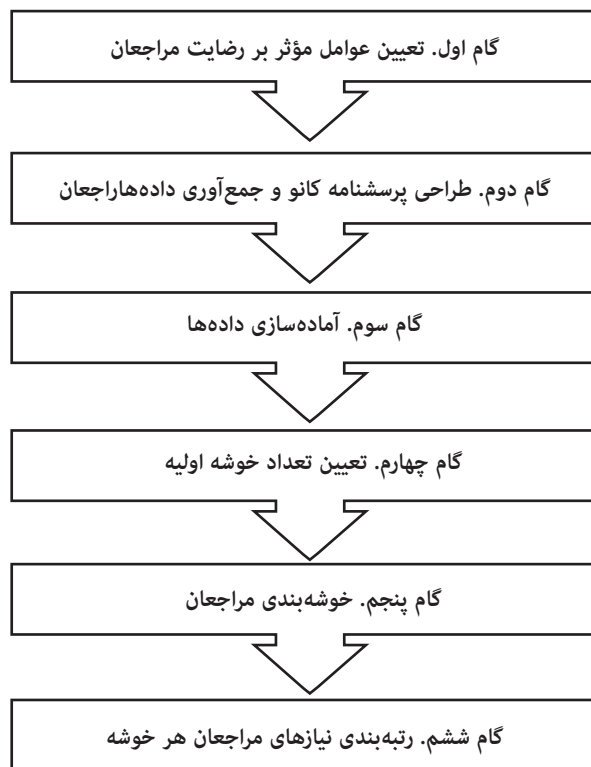 گام اول. تعیین عوامل مؤثر بر رضایت مراجعان
گام دوم. طراحی پرسشنامه کانو و جمع‌آوری داده‌هاراجعان
گام سوم. آماده‌سازی داده‌ها
گام چهارم. تعیین تعداد خوشه اولیه
گام پنجم. خوشه‌بندی مراجعان
گام ششم. رتبه‌بندی نیازهای مراجعان هر خوشه